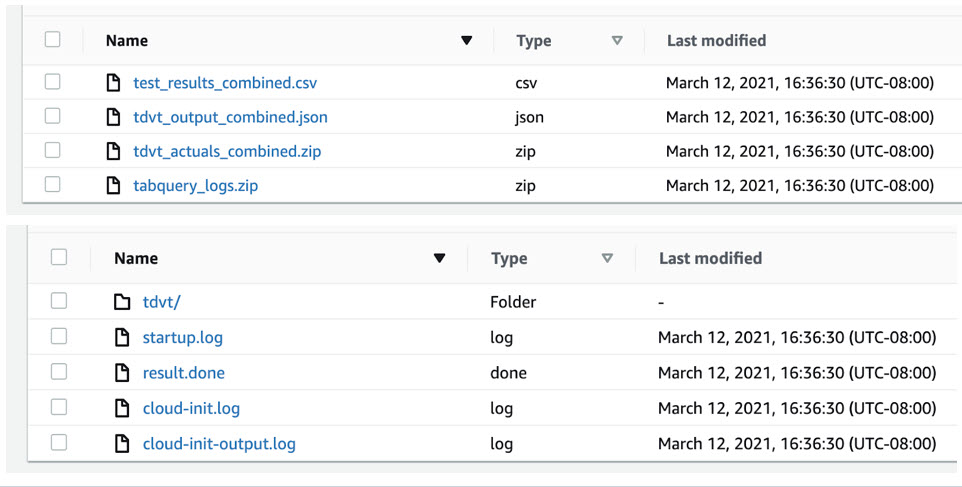 Name Type Last modified
test_results_combined.csv csv March 12, 2021, 16:36:30 (UTC-08:00)
tdvt_output_combined.json json March 12, 2021, 16:36:30 (UTC-08:00)
tdvt_actuals_combined.zip zip March 12, 2021, 16:36:30 (UTC-08:00)
tabquery_logs.zip zip March 12, 2021, 16:36:30 (UTC-08:00)
Name Type Last modified
tdvt/ Folder -
startup.log log March 12, 2021, 16:36:30 (UTC-08:00)
result.done done March 12, 2021, 16:36:30 (UTC-08:00)
cloud-init.log log March 12, 2021, 16:36:30 (UTC-08:00)
cloud-init-output.log log March 12, 2021, 16:36:30 (UTC-08:00)